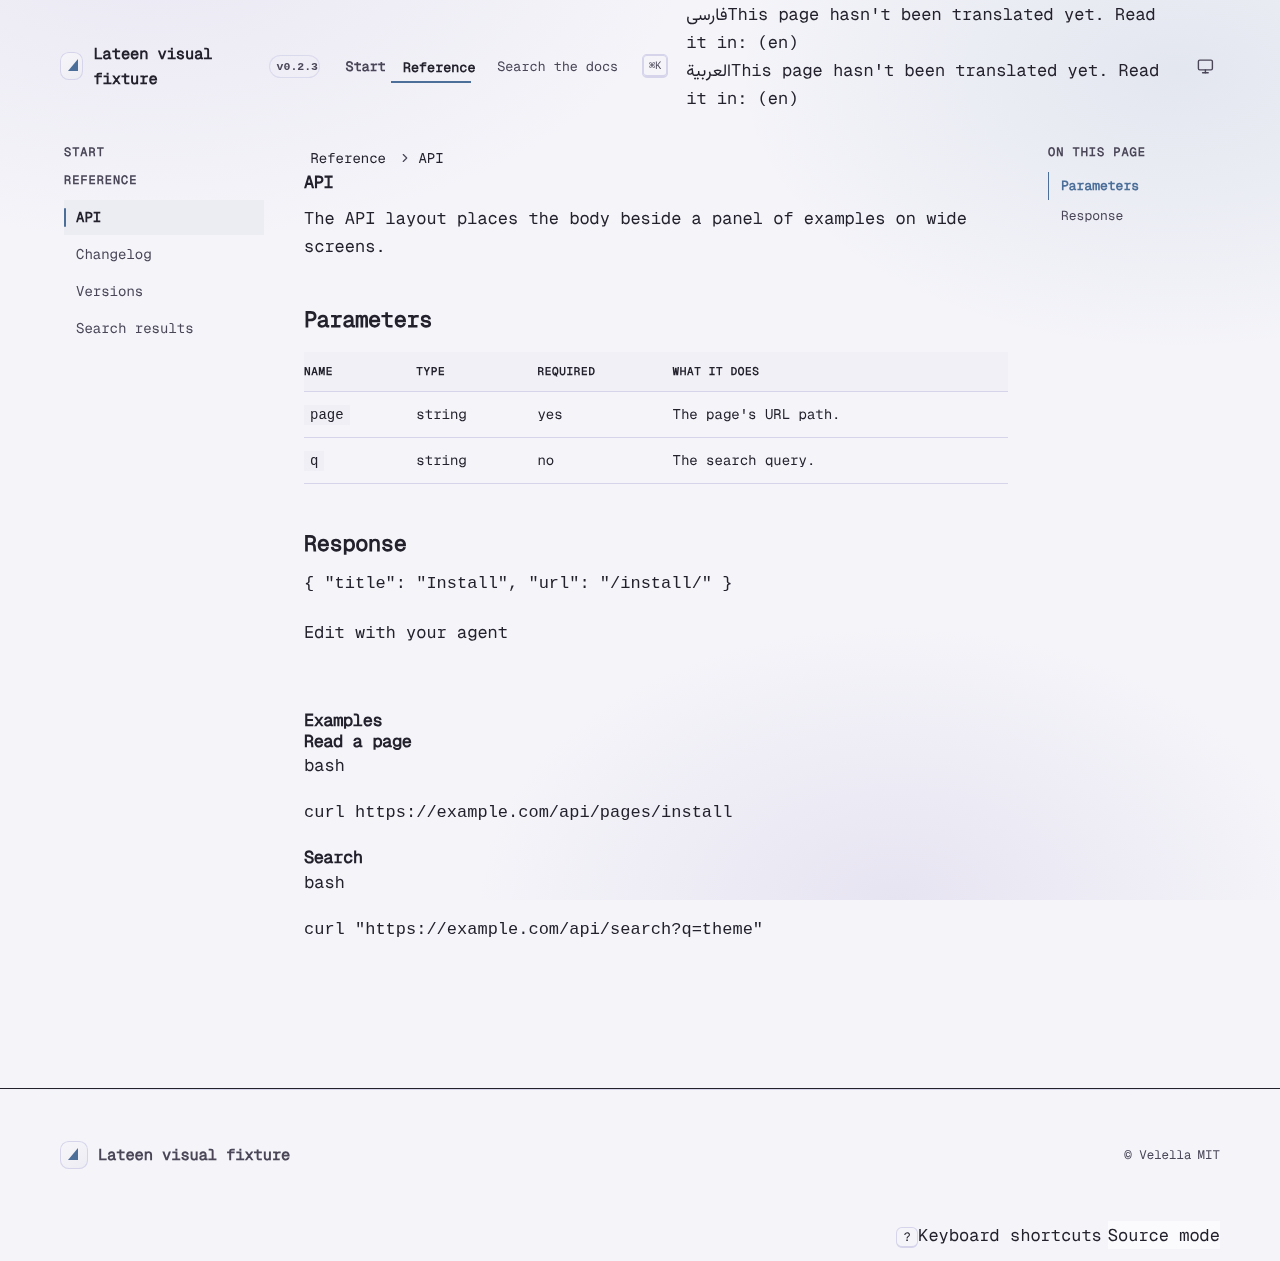 Lateen visual
fixture
v0.2.3
Start
Reference
Search the docs
⌘K
فارسیThis page hasn't been translated yet. Read
it in: (en)
العربيةThis page hasn't been translated yet. Read
it in: (en)
START
REFERENCE
API
Changelog
Versions
Search results
Reference > API
API
The API layout places the body beside a panel of examples on wide
screens.
Parameters
NAME TYPE REQUIRED WHAT IT DOES
page string yes The page's URL path.
q string no The search query.
Response
{ "title": "Install", "url": "/install/" }
Edit with your agent
Examples
Read a page
bash
curl https://example.com/api/pages/install
Search
bash
curl "https://example.com/api/search?q=theme"
ON THIS PAGE
Parameters
Response
Lateen visual fixture
© Velella MIT
? Keyboard shortcuts Source mode